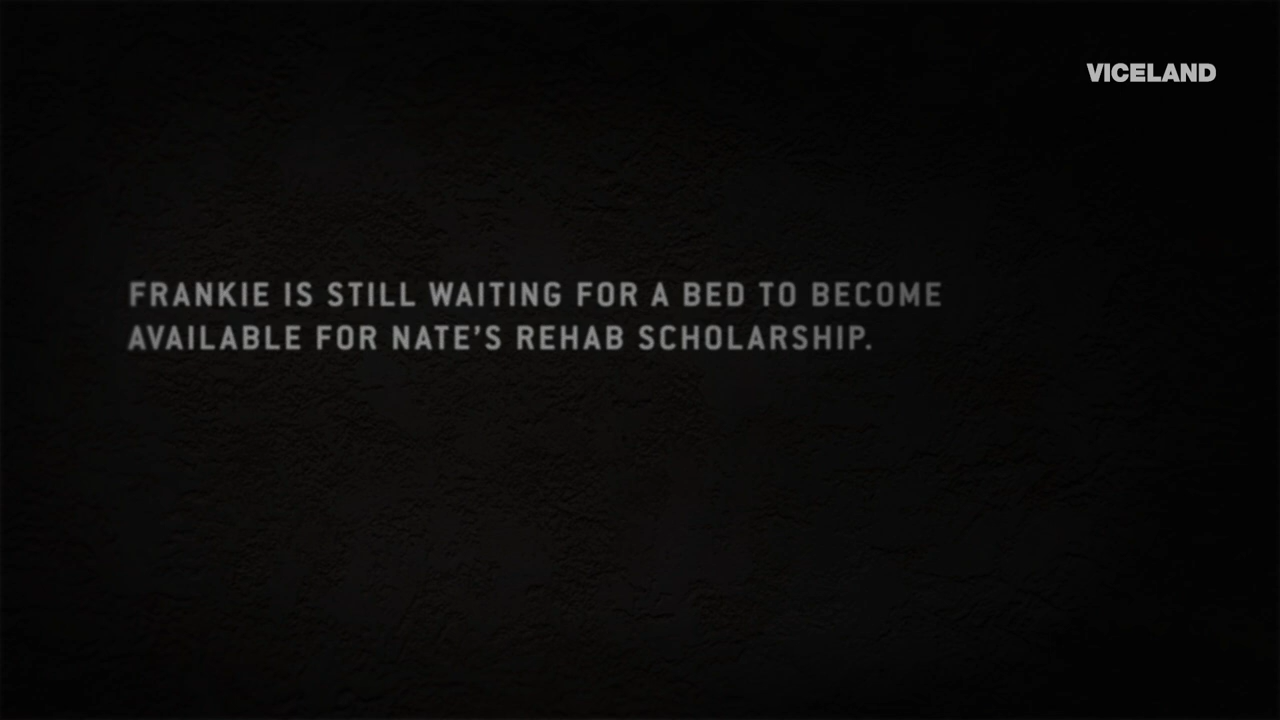 VICELAND
FRANKIE IS STILL WAITING FOR A BED TO BECOME
AVAILABLE FOR NATE’S REHAB SCHOLARSHIP.